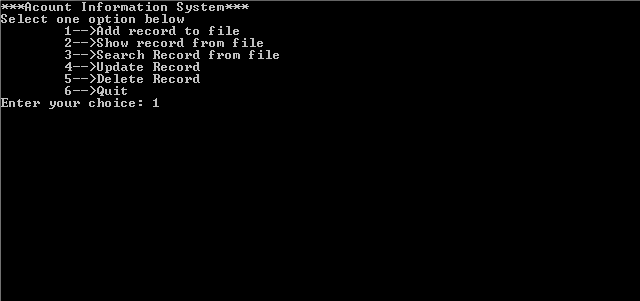 ***Acount Information System***
Select one option below
1-->Add record to file
2-->Show record from file
3-->Search Record from file
4-->Update Record
5-->Delete Record
6-->Quit
Enter your choice: 1